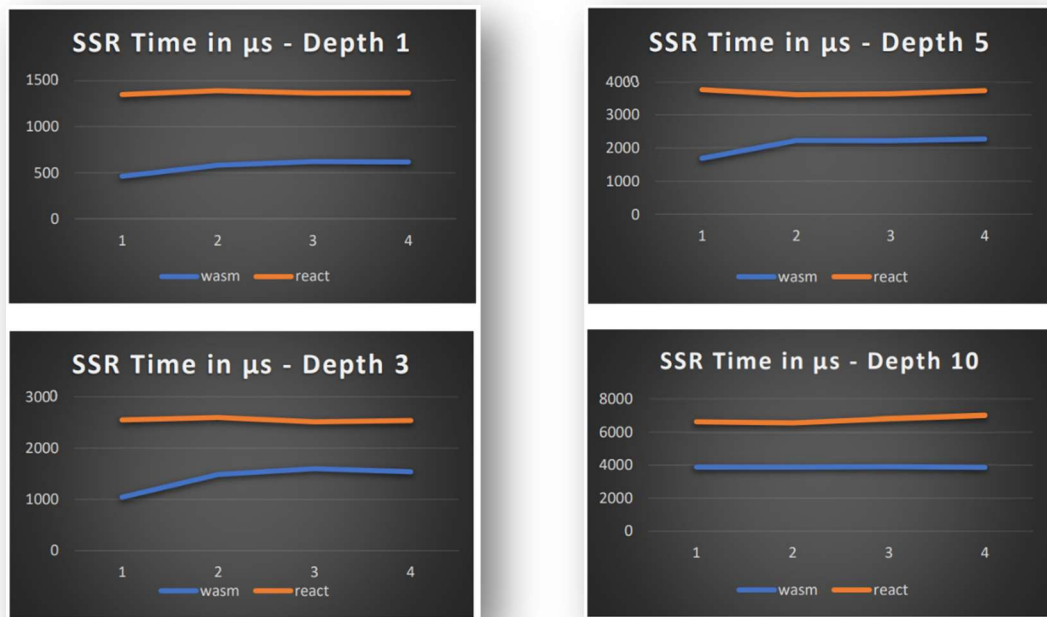 SSR Time in µs - Depth 1
1500
1000
500
0
1 2 3 4
wasm react
SSR Time in µs - Depth 5
4000
3000
2000
1000
0
1 2 3 4
wasm react
SSR Time in µs - Depth 3
3000
2000
1000
0
1 2 3 4
wasm react
SSR Time in µs - Depth 10
8000
6000
4000
2000
0
1 2 3 4
wasm react